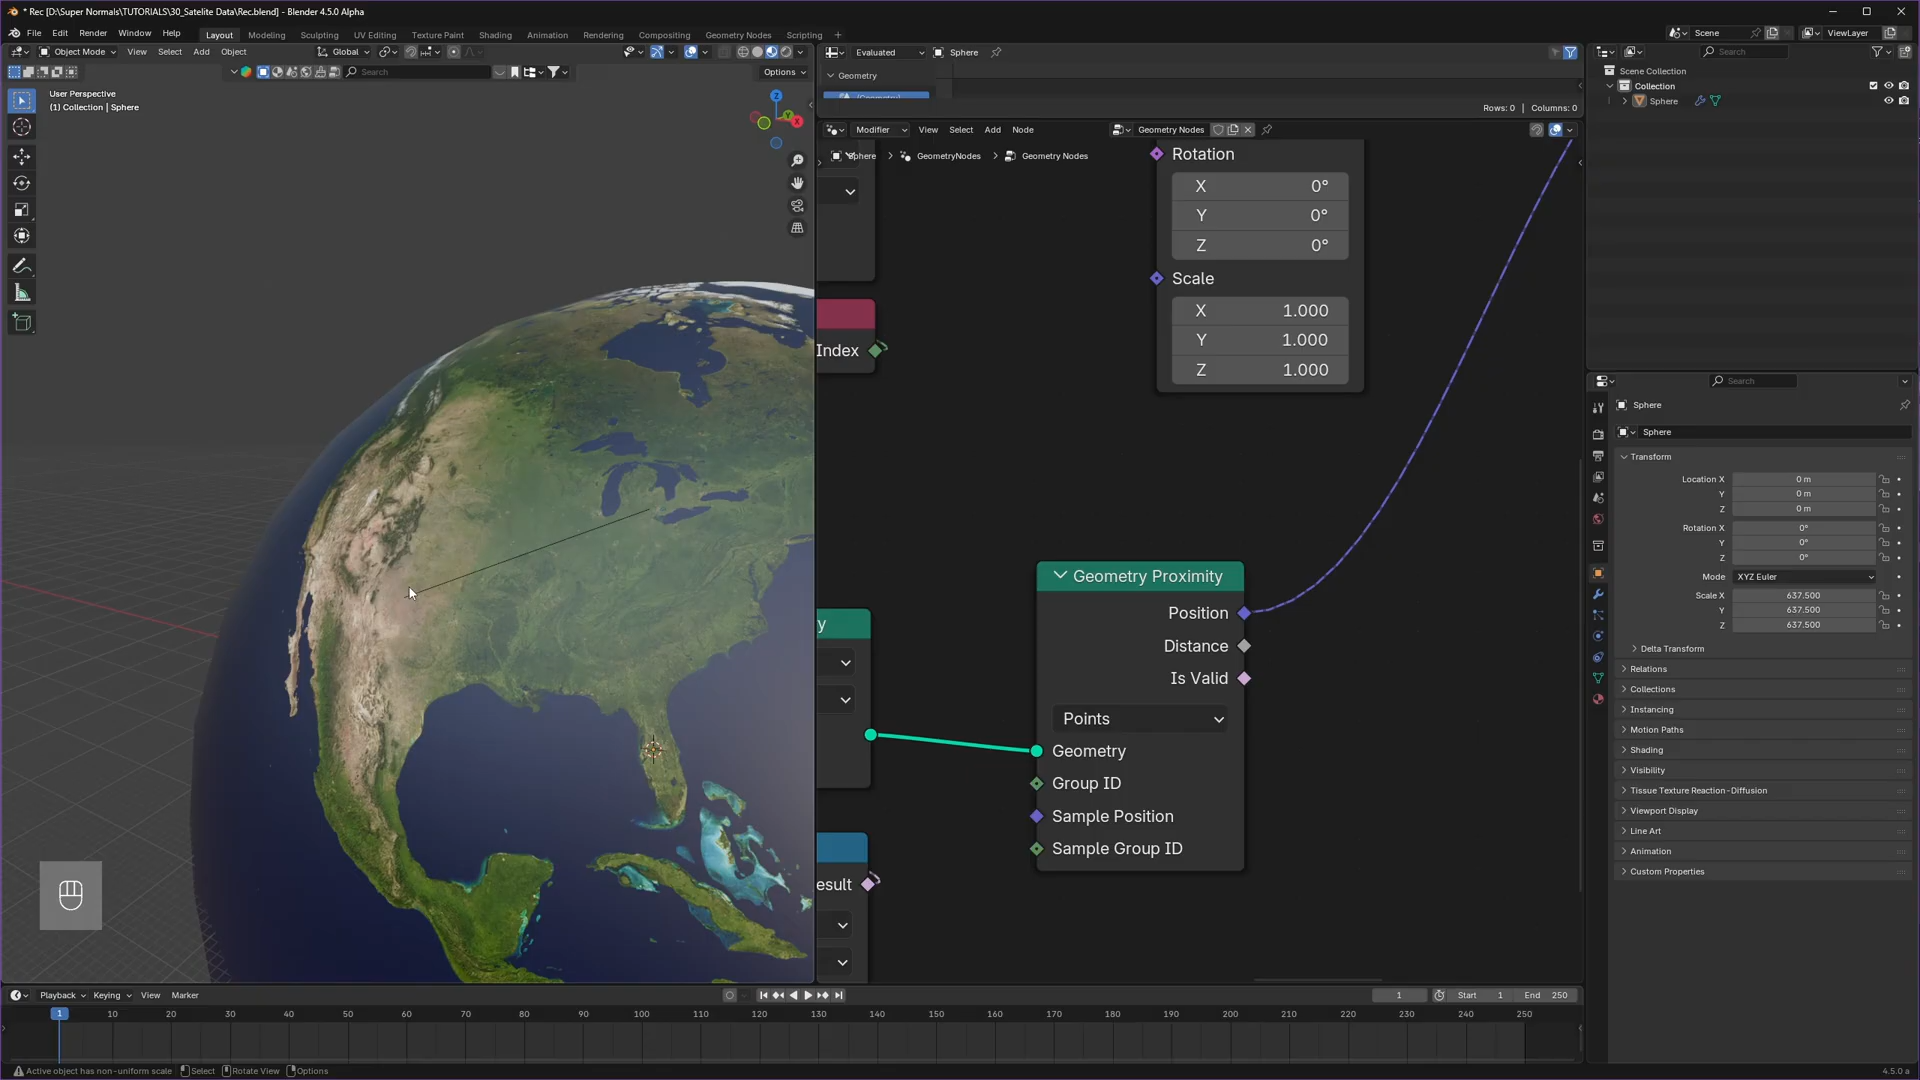 * Rec [D:\Super Normals\TUTORIALS\30_Satelite Data\Rec.blend] - Blender 4.5.0 Alpha
File Edit Render Window Help Layout Modeling Sculpting UV Editing Texture Paint Shading Animation Rendering Compositing Geometry Nodes Scripting + Scene ViewLayer
Object Mode View Select Add Object Global Evaluated Sphere Search
Search Options Geometry Scene Collection
User Perspective
(1) Collection | Sphere
Collection
Sphere
Rows: 0 | Columns: 0
Modifier View Select Add Node Geometry Nodes
Sphere > GeometryNodes > Geometry Nodes
Rotation
X 0°
Y 0°
Z 0°
Scale
X 1.000
Y 1.000
Z 1.000
Index
Geometry Proximity
Position
Distance
Is Valid
Points
Geometry
Group ID
Sample Position
Sample Group ID
y
esult
Search
Sphere
Sphere
Transform
Location X 0 m
Y 0 m
Z 0 m
Rotation X 0°
Y 0°
Z 0°
Mode XYZ Euler
Scale X 637.500
Y 637.500
Z 637.500
Delta Transform
Relations
Collections
Instancing
Motion Paths
Shading
Visibility
Tissue Texture Reaction-Diffusion
Viewport Display
Line Art
Animation
Custom Properties
Playback Keying View Marker 1 Start 1 End 250
1 10 20 30 40 50 60 70 80 90 100 110 120 130 140 150 160 170 180 190 200 210 220 230 240 250
Active object has non-uniform scale Select Rotate View Options 4.5.0 a